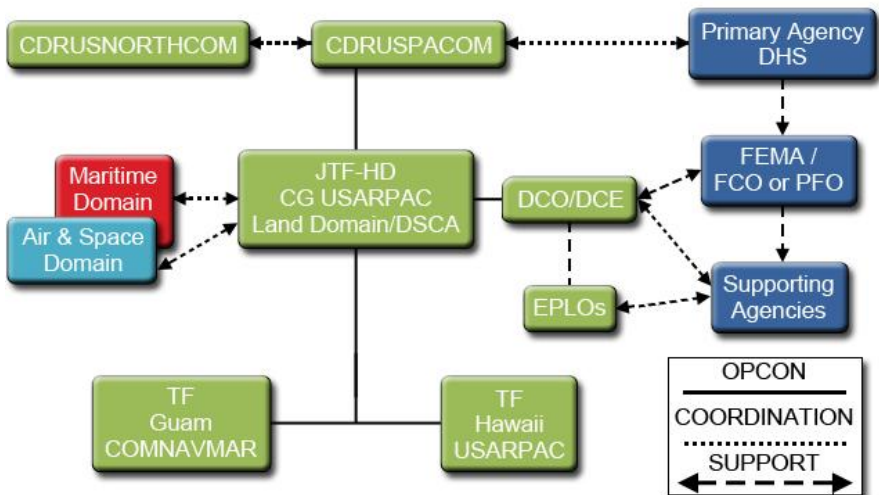 CDRUSNORTHCOM
CDRUSPACOM
Primary Agency
DHS
Maritime
Domain
Air & Space
Domain
JTF-HD
CG USARPAC
Land Domain/DSCA
DCO/DCE
FEMA /
FCO or PFO
EPLOs
Supporting
Agencies
TF
Guam
COMNAVMAR
TF
Hawaii
USARPAC
OPCON
COORDINATION
SUPPORT